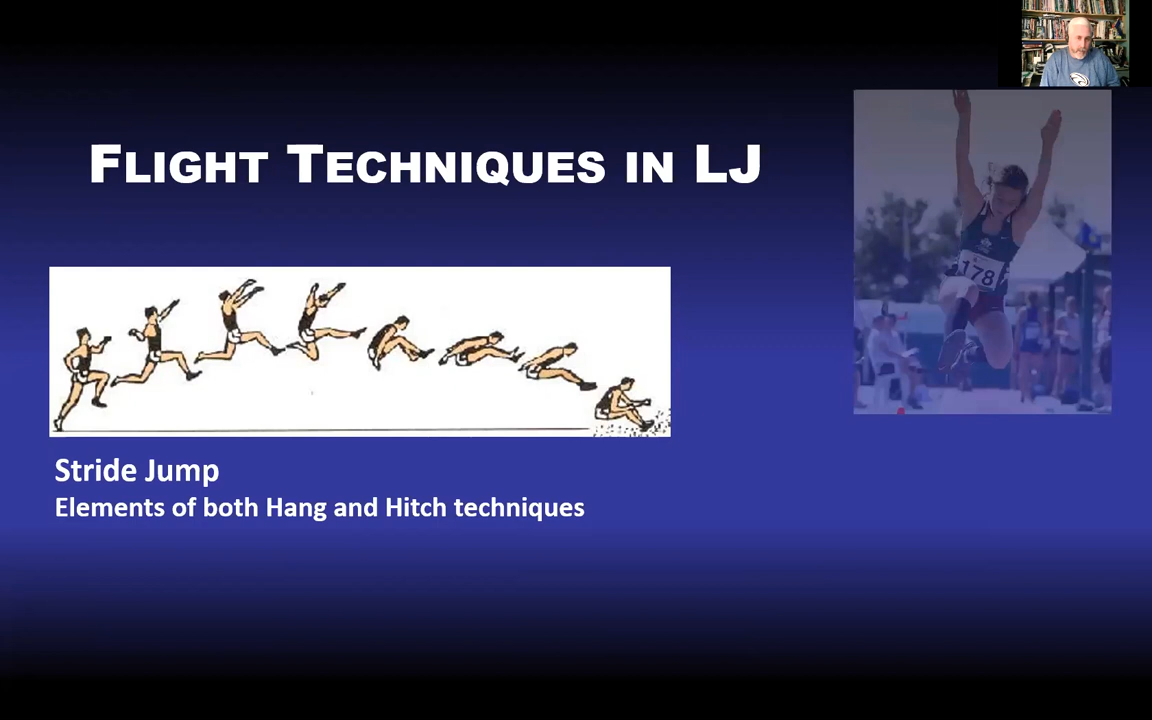 FLIGHT TECHNIQUES IN LJ
178
Stride Jump
Elements of both Hang and Hitch techniques